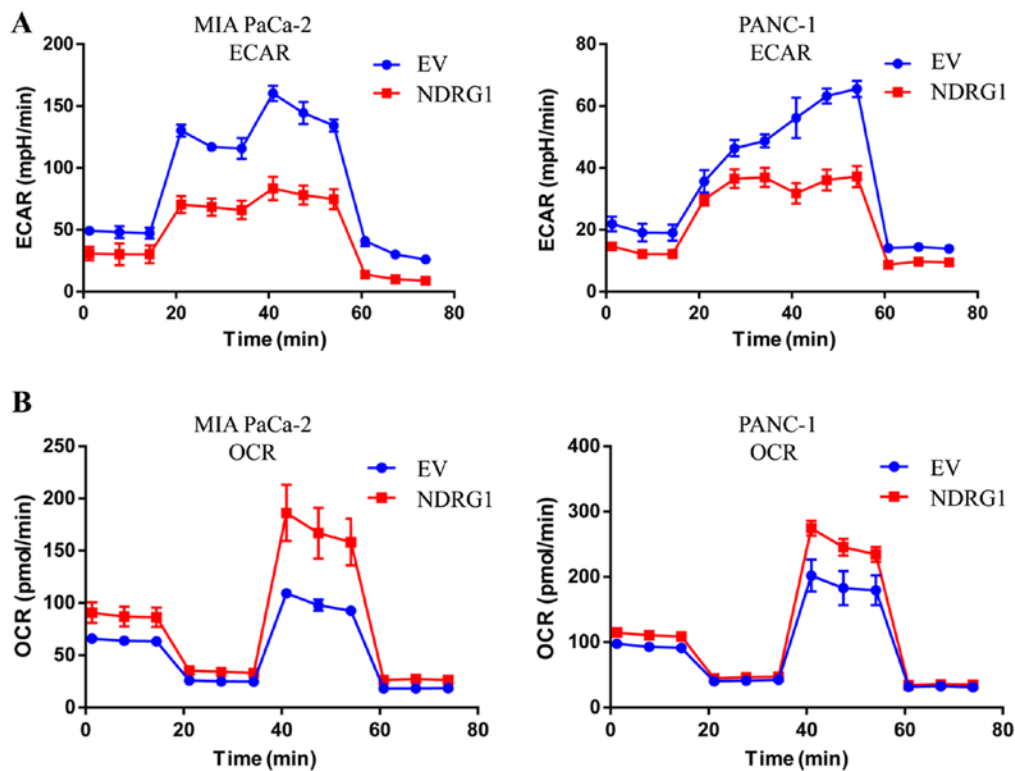 A
MIA PaCa-2
ECAR
EV
NDRG1
ECAR (mpH/min)
200
150
100
50
0
0 20 40 60 80
Time (min)
PANC-1
ECAR
EV
NDRG1
ECAR (mpH/min)
80
60
40
20
0
0 20 40 60 80
Time (min)
B
MIA PaCa-2
OCR
EV
NDRG1
OCR (pmol/min)
250
200
150
100
50
0
0 20 40 60 80
Time (min)
PANC-1
OCR
EV
NDRG1
OCR (pmol/min)
400
300
200
100
0
0 20 40 60 80
Time (min)